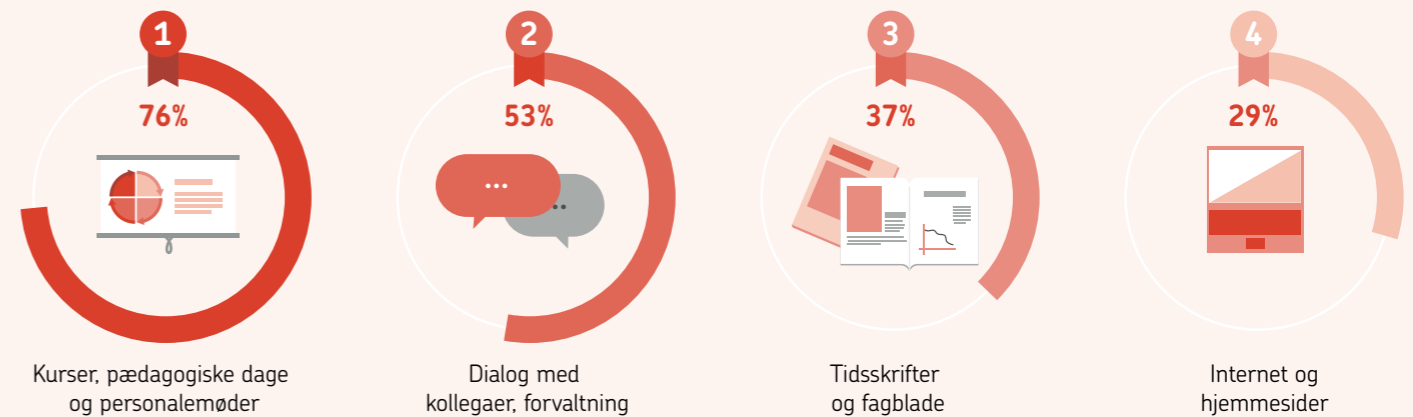 1
76%
Kurser, pædagogiske dage
og personalemøder
2
53%
Dialog med
kollegaer, forvaltning
3
37%
Tidsskrifter
og fagblade
4
29%
Internet og
hjemmesider